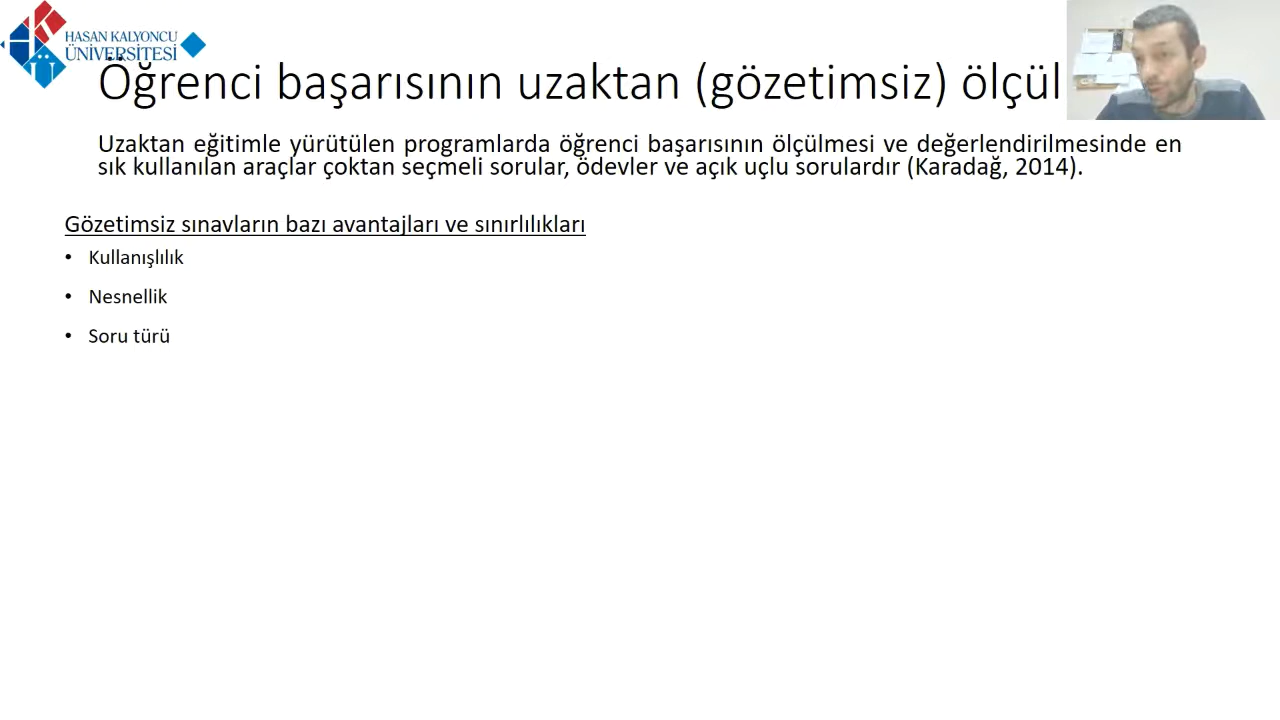 HASAN KALYONCU
ÜNİVERSİTESİ
Öğrenci başarısının uzaktan (gözetimsiz) ölçül
Uzaktan eğitimle yürütülen programlarda öğrenci başarısının ölçülmesi ve değerlendirilmesinde en
sık kullanılan araçlar çoktan seçmeli sorular, ödevler ve açık uçlu sorulardır (Karadağ, 2014).
Gözetimsiz sınavların bazı avantajları ve sınırlılıkları
• Kullanışlılık
• Nesnellik
• Soru türü